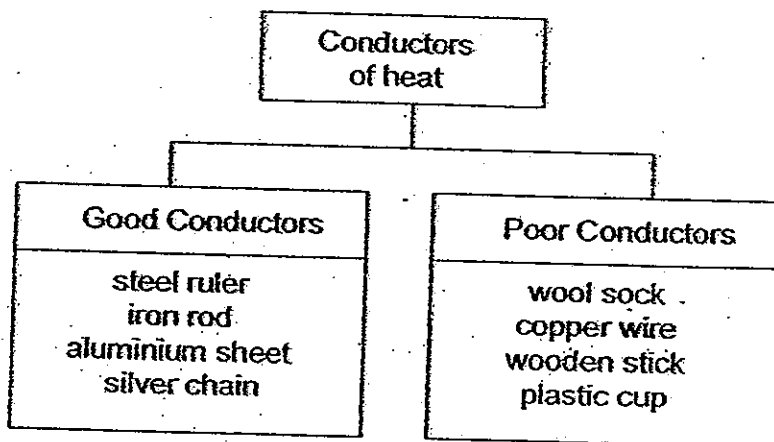 Conductors
of heat
Good Conductors
steel ruler
iron rod
aluminium sheet
silver chain
Poor Conductors
wool sock
copper wire
wooden stick
plastic cup